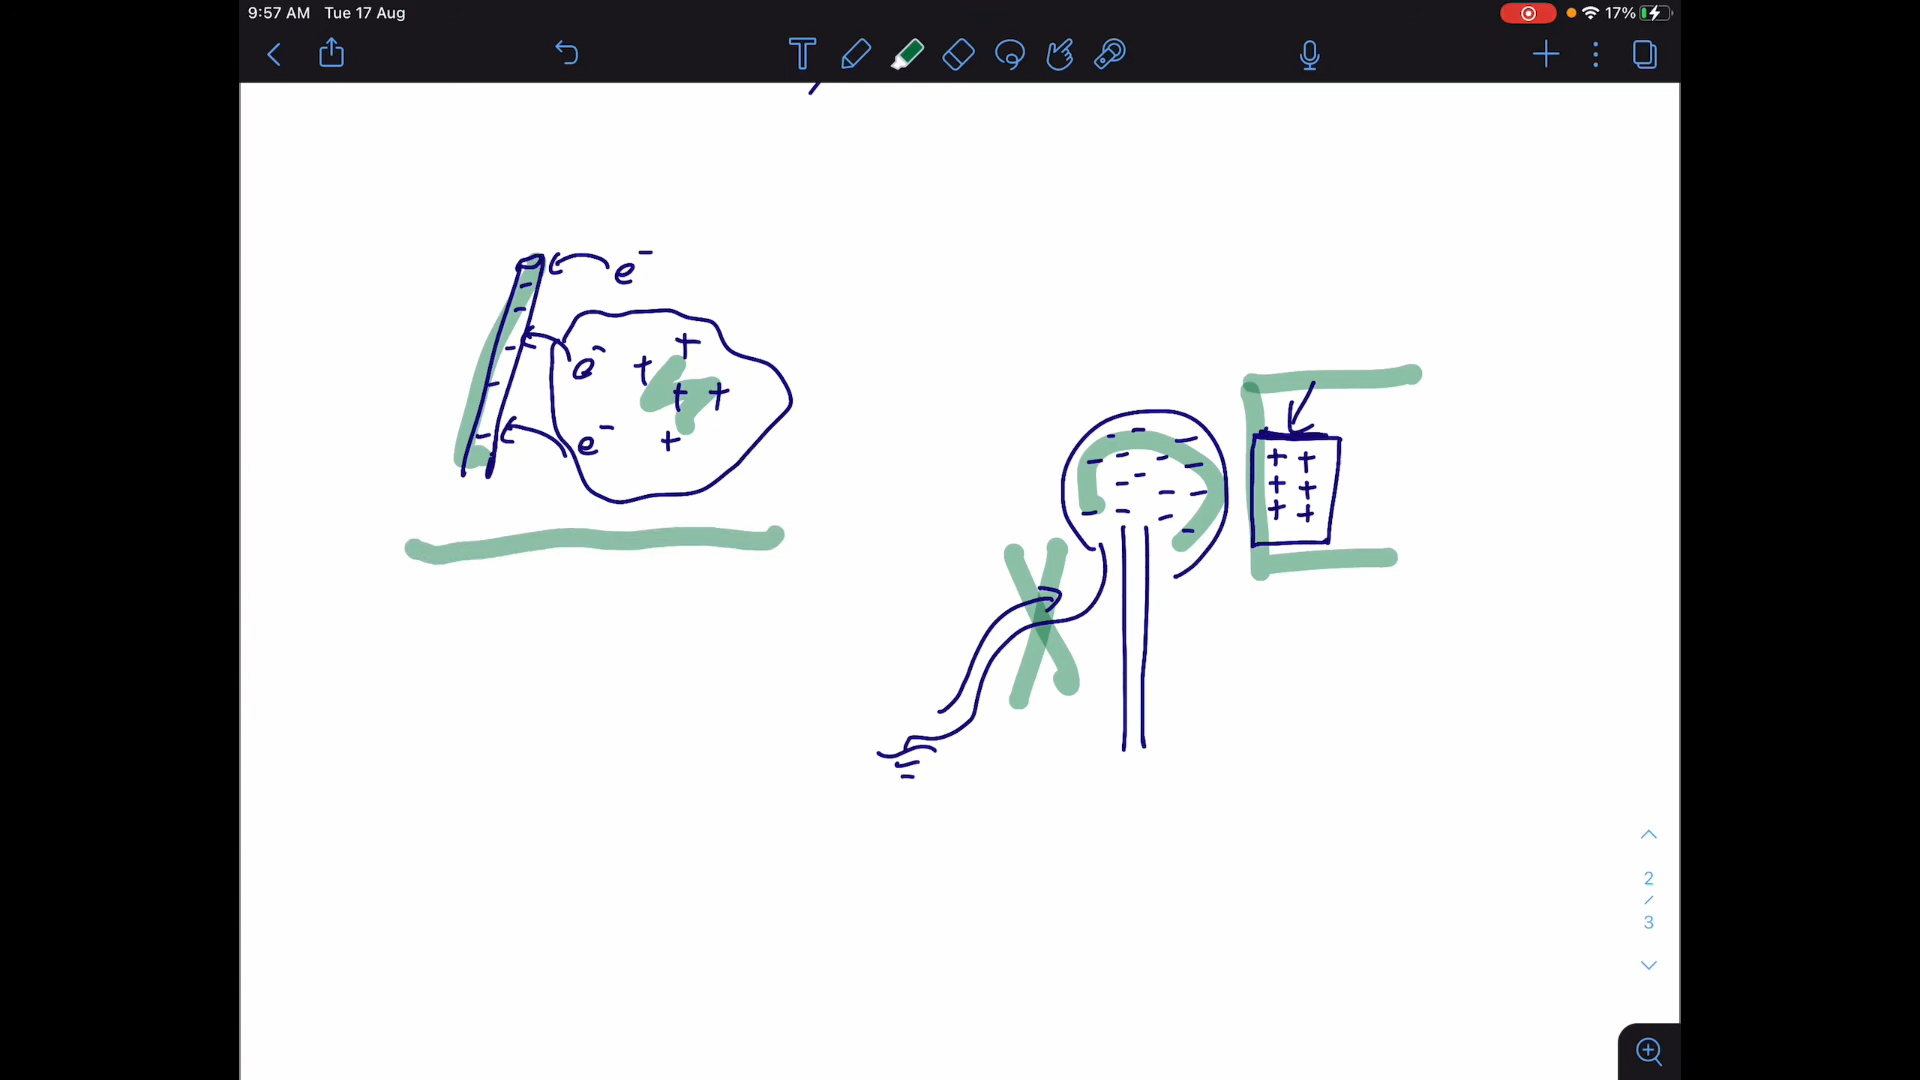 9:57 AM Tue 17 Aug 17%
T
e⁻
e⁻ + +
+ +
e⁻ +
+ +
+ +
+ +
2
/
3